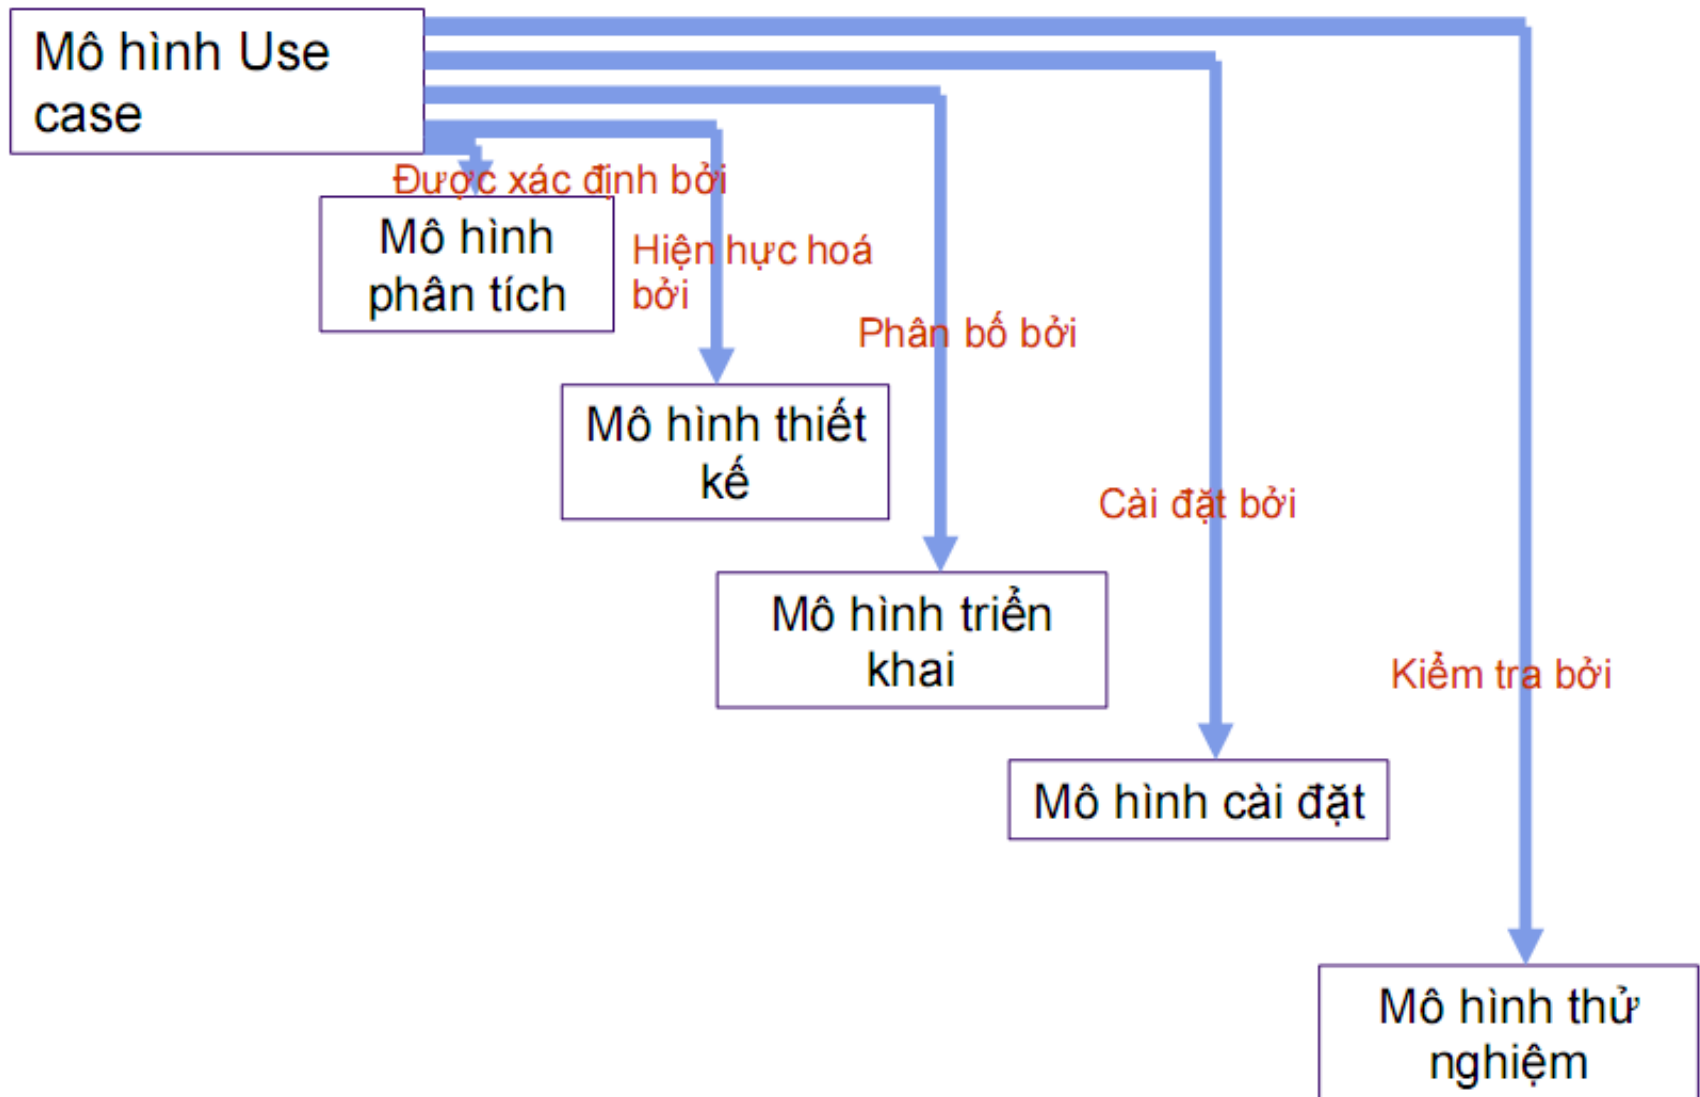 Mô hình Use
case
Được xác định bởi
Mô hình
phân tích
Hiện hực hoá
bởi
Phân bố bởi
Mô hình thiết
kế
Cài đặt bởi
Mô hình triển
khai
Kiểm tra bởi
Mô hình cài đặt
Mô hình thử
nghiệm